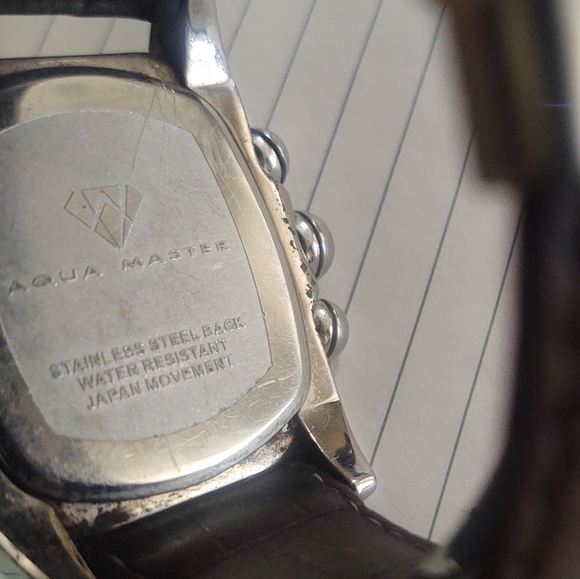 AQUA MASTER
STAINLESS STEEL BACK
WATER RESISTANT
JAPAN MOVEMENT